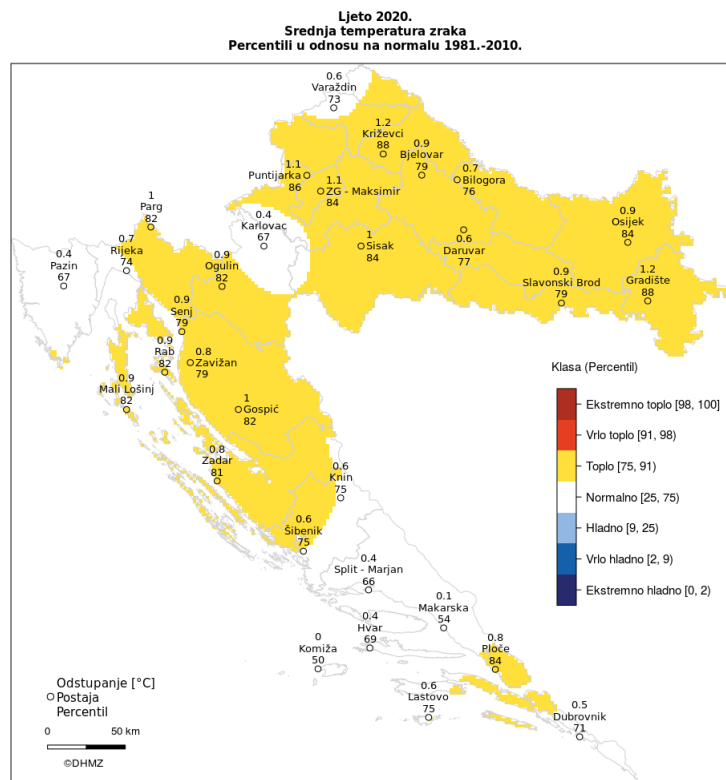 Ljeto 2020.
Srednja temperatura zraka
Percentili u odnosu na normalu 1981.-2010.
0.6
Varaždin
73
1.2
Križevci
88
0.9
Bjelovar
79
0.7
Bilogora
76
1.1
Puntijarka
86
1.1
ZG - Maksimir
84
1
Parg
82
0.4
Karlovac
67
0.7
Rijeka
74
0.4
Pazin
67
1
Sisak
84
0.6
Daruvar
77
0.9
Osijek
84
0.9
Ogulin
82
0.9
Slavonski Brod
79
1.2
Gradište
88
0.9
Senj
79
0.9
Rab
82
0.8
Zavižan
79
0.9
Mali Lošinj
82
1
Gospić
82
0.8
Zadar
81
0.6
Knin
75
0.6
Šibenik
75
0.4
Split - Marjan
66
0.1
Makarska
54
0.4
Hvar
69
0
Komiža
50
0.8
Ploče
84
0.6
Lastovo
75
0.5
Dubrovnik
71
Klasa (Percentil)
Ekstremno toplo [98, 100]
Vrlo toplo [91, 98)
Toplo [75, 91)
Normalno [25, 75)
Hladno [9, 25)
Vrlo hladno [2, 9)
Ekstremno hladno [0, 2)
Odstupanje [°C]
Postaja
Percentil
0 50 km
©DHMZ